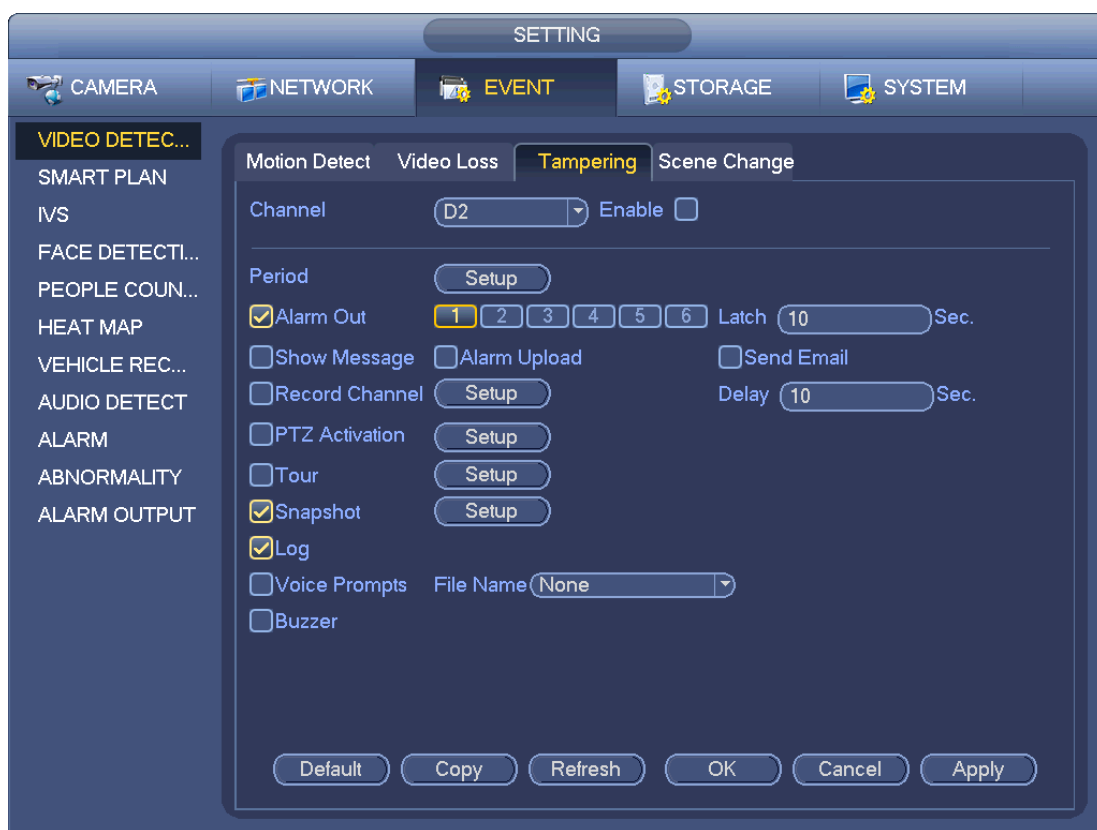 SETTING
CAMERA NETWORK EVENT STORAGE SYSTEM
VIDEO DETEC...
SMART PLAN
IVS
FACE DETECTI...
PEOPLE COUN...
HEAT MAP
VEHICLE REC...
AUDIO DETECT
ALARM
ABNORMALITY
ALARM OUTPUT
Motion Detect Video Loss Tampering Scene Change
Channel D2 Enable
Period Setup
Alarm Out 1 2 3 4 5 6 Latch 10 Sec.
Show Message Alarm Upload Send Email
Record Channel Setup Delay 10 Sec.
PTZ Activation Setup
Tour Setup
Snapshot Setup
Log
Voice Prompts File Name None
Buzzer
Default Copy Refresh OK Cancel Apply